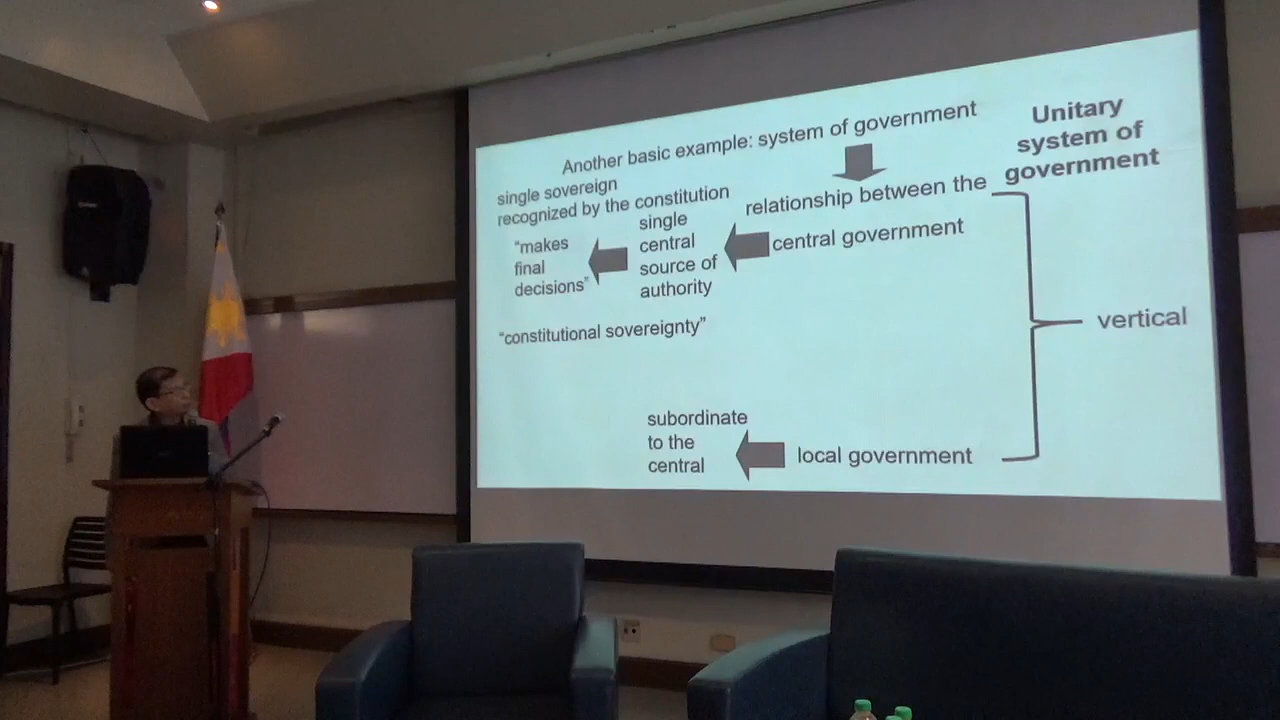 Another basic example: system of government
Unitary
system of
government
single sovereign
recognized by the constitution
relationship between the
"makes
final
decisions"
single
central
source of
authority
central government
"constitutional sovereignty"
vertical
subordinate
to the
central
local government